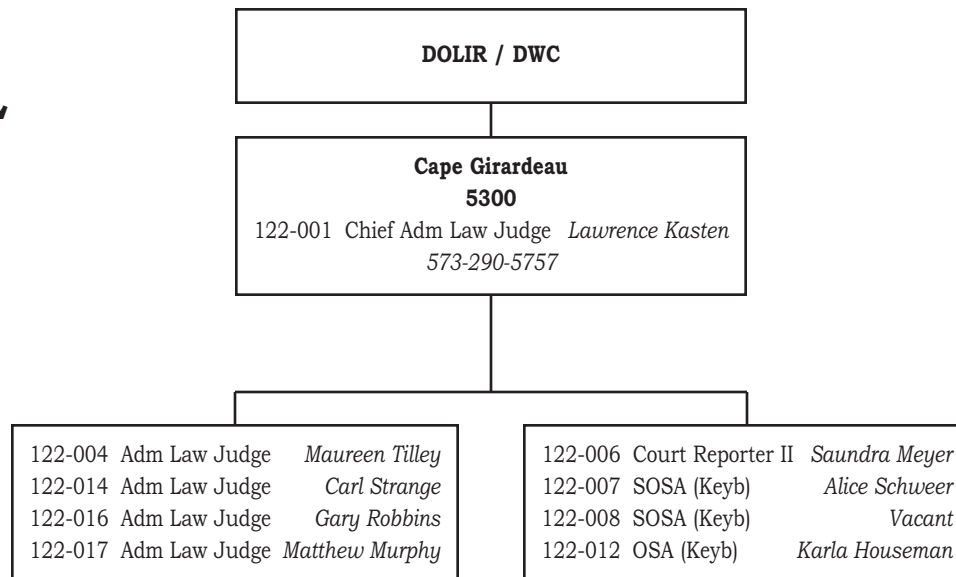 DOLIR / DWC
Cape Girardeau
5300
122-001 Chief Adm Law Judge Lawrence Kasten
573-290-5757
122-004 Adm Law Judge Maureen Tilley
122-014 Adm Law Judge Carl Strange
122-016 Adm Law Judge Gary Robbins
122-017 Adm Law Judge Matthew Murphy
122-006 Court Reporter II Saundra Meyer
122-007 SOSA (Keyb) Alice Schweer
122-008 SOSA (Keyb) Vacant
122-012 OSA (Keyb) Karla Houseman